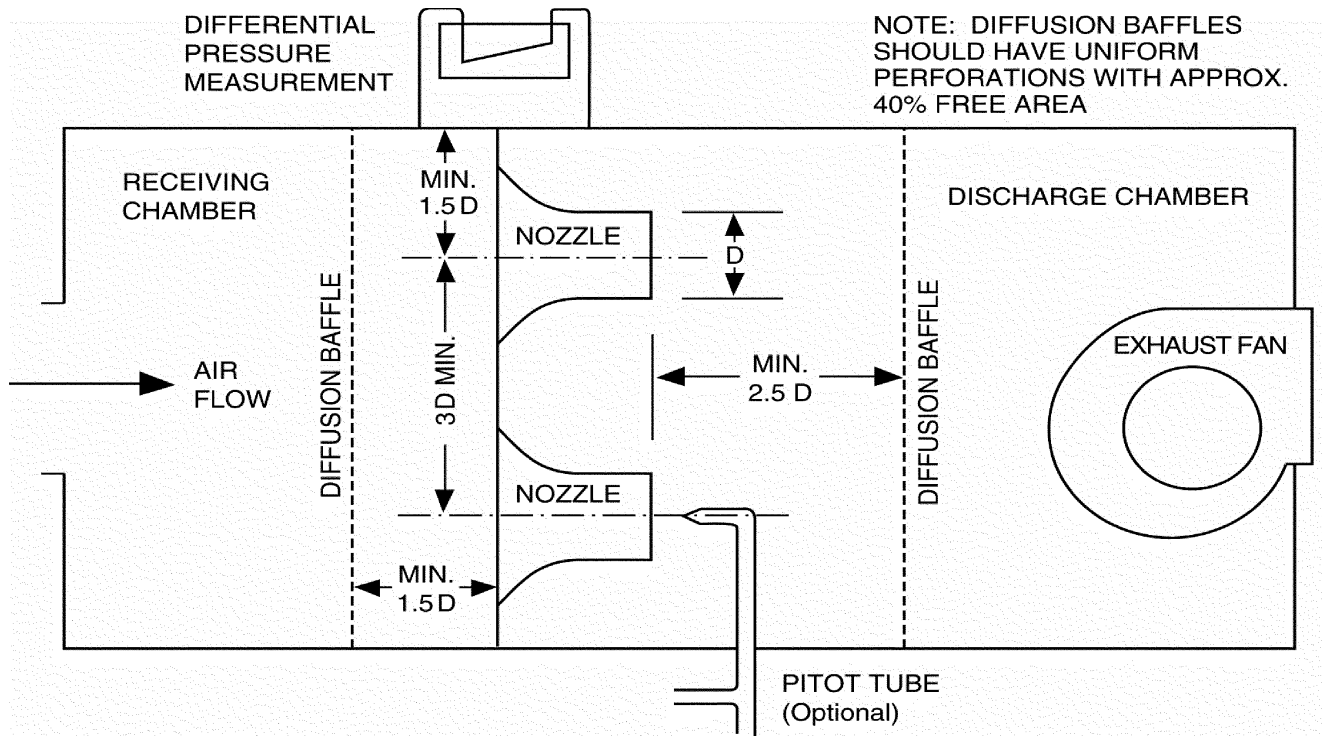 DIFFERENTIAL
PRESSURE
MEASUREMENT
NOTE: DIFFUSION BAFFLES
SHOULD HAVE UNIFORM
PERFORATIONS WITH APPROX.
40% FREE AREA
RECEIVING
CHAMBER
MIN.
1.5 D
NOZZLE
D
DISCHARGE CHAMBER
DIFFUSION BAFFLE
3D MIN.
AIR
FLOW
MIN.
2.5 D
DIFFUSION BAFFLE
EXHAUST FAN
NOZZLE
MIN.
1.5 D
PITOT TUBE
(Optional)